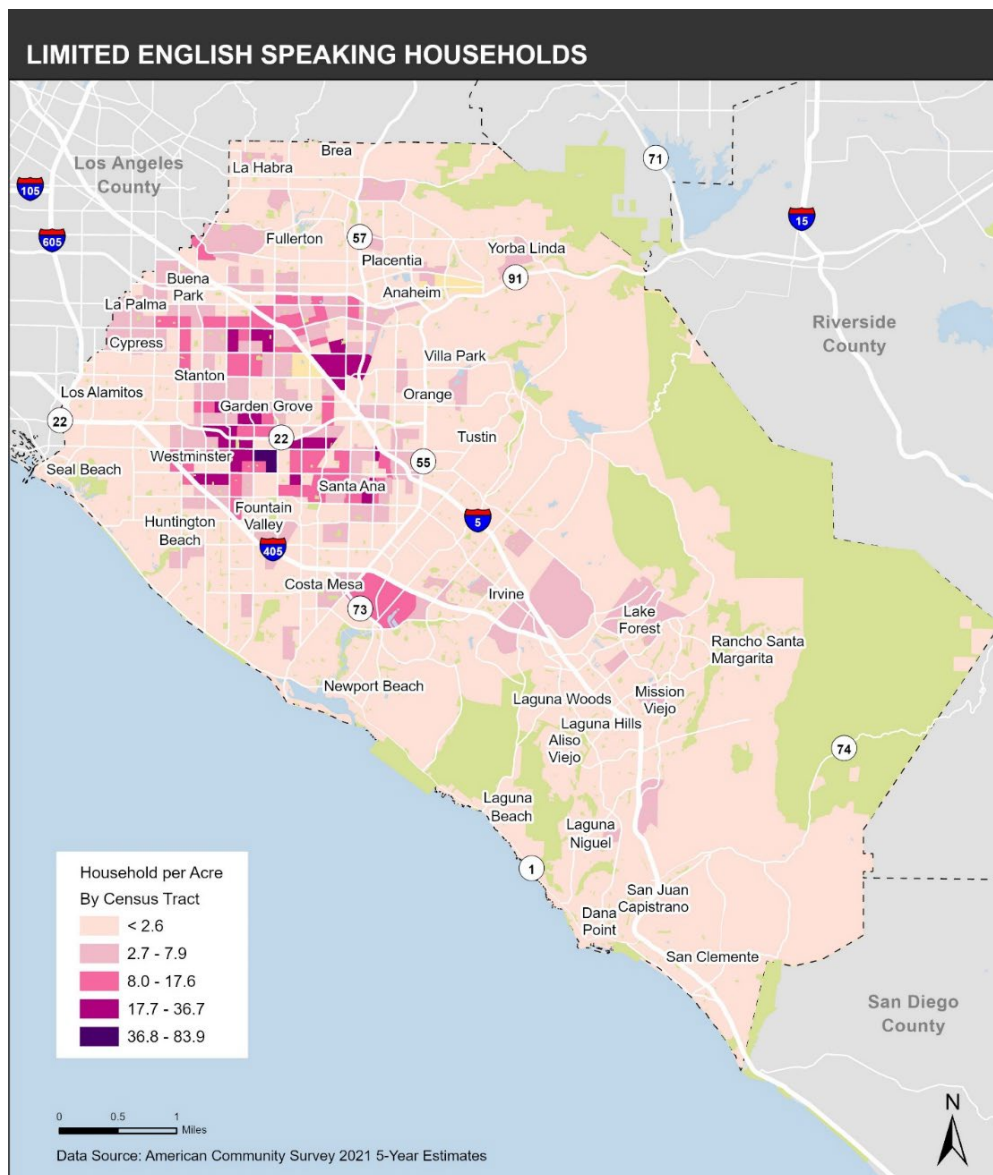 LIMITED ENGLISH SPEAKING HOUSEHOLDS
Los Angeles
County
105
605
71
15
Brea
La Habra
Fullerton
57
Placentia
Yorba Linda
91
Buena
Park
Anaheim
La Palma
Riverside
County
Cypress
Villa Park
Stanton
Los Alamitos
Orange
Garden Grove
22
22
Tustin
Westminster
55
Seal Beach
Santa Ana
Fountain
Valley
Huntington
Beach
5
405
Costa Mesa
Irvine
73
Lake
Forest
Rancho Santa
Margarita
Newport Beach
Laguna Woods
Mission
Viejo
Laguna Hills
Aliso
Viejo
74
Laguna
Beach
Laguna
Niguel
1
San Juan
Capistrano
Dana
Point
San Clemente
San Diego
County
Household per Acre
By Census Tract
< 2.6
2.7 - 7.9
8.0 - 17.6
17.7 - 36.7
36.8 - 83.9
0 0.5 1
Miles
N
Data Source: American Community Survey 2021 5-Year Estimates